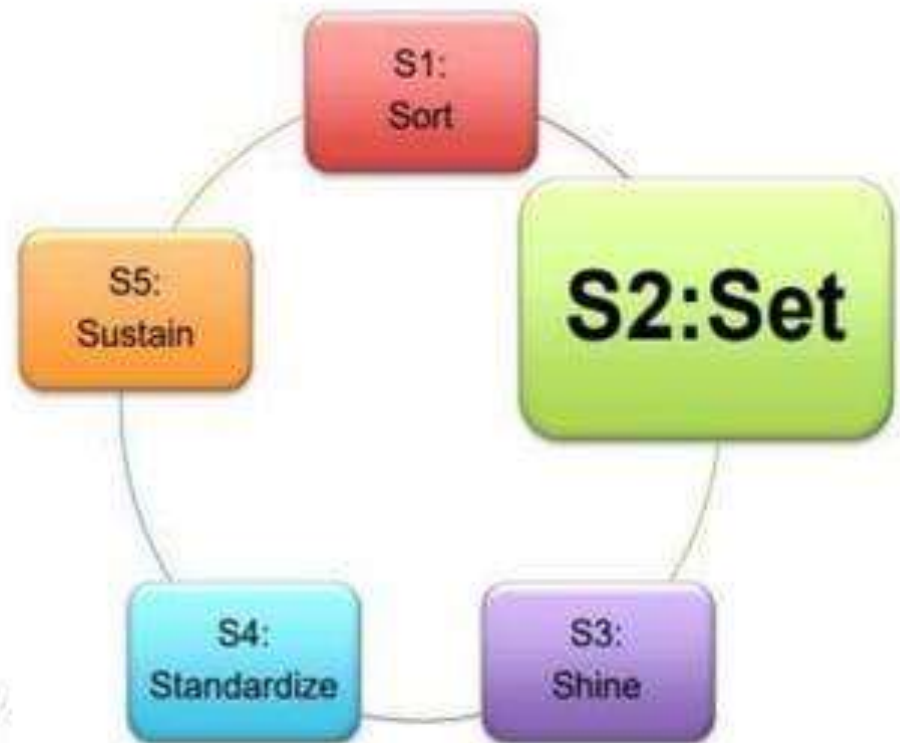 S1:
Sort
S2:Set
S3:
Shine
S4:
Standardize
S5:
Sustain